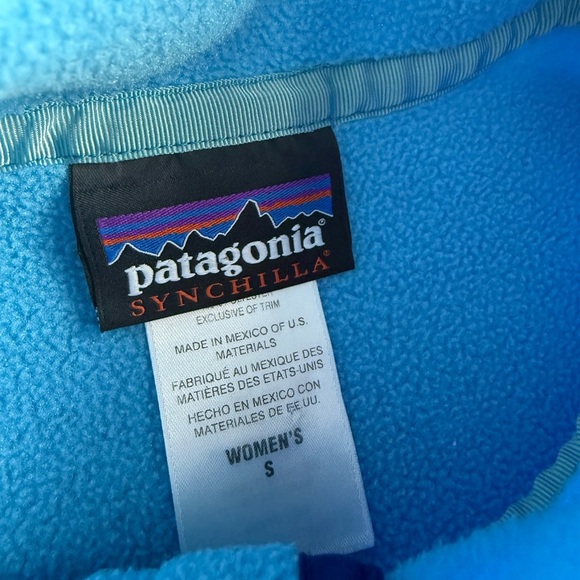 patagonia®
SYNCHILLA®
EXCLUSIVE OF TRIM
MADE IN MEXICO OF U.S.
MATERIALS
FABRIQUÉ AU MEXIQUE DES
MATIÈRES DES ETATS-UNIS
HECHO EN MEXICO CON
MATERIALES DE EE.UU.
WOMEN'S
S